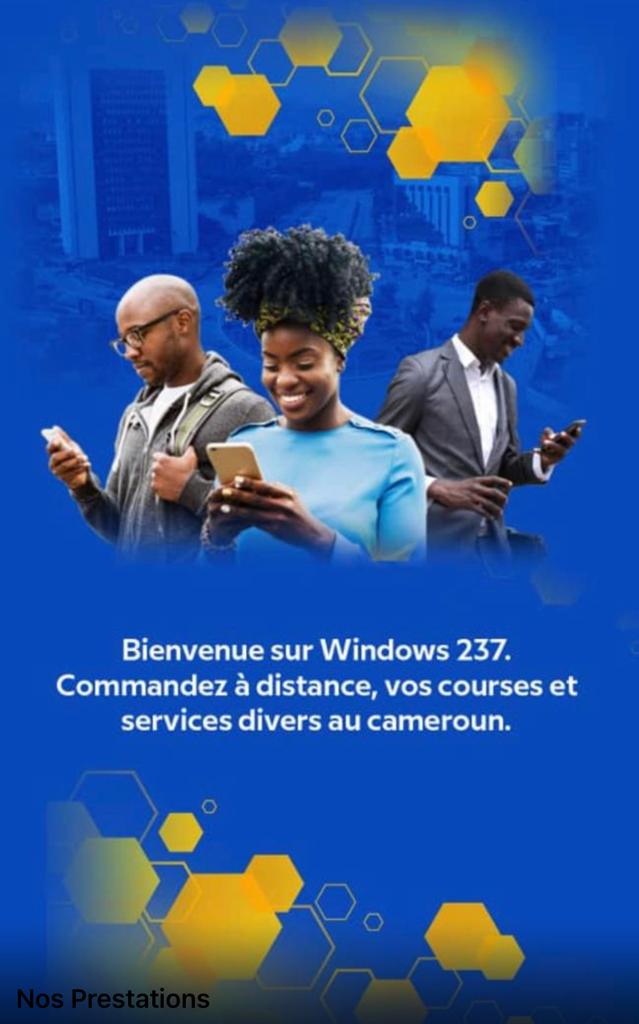 Bienvenue sur Windows 237.
Commandez à distance, vos courses et
services divers au cameroun.
Nos Prestations